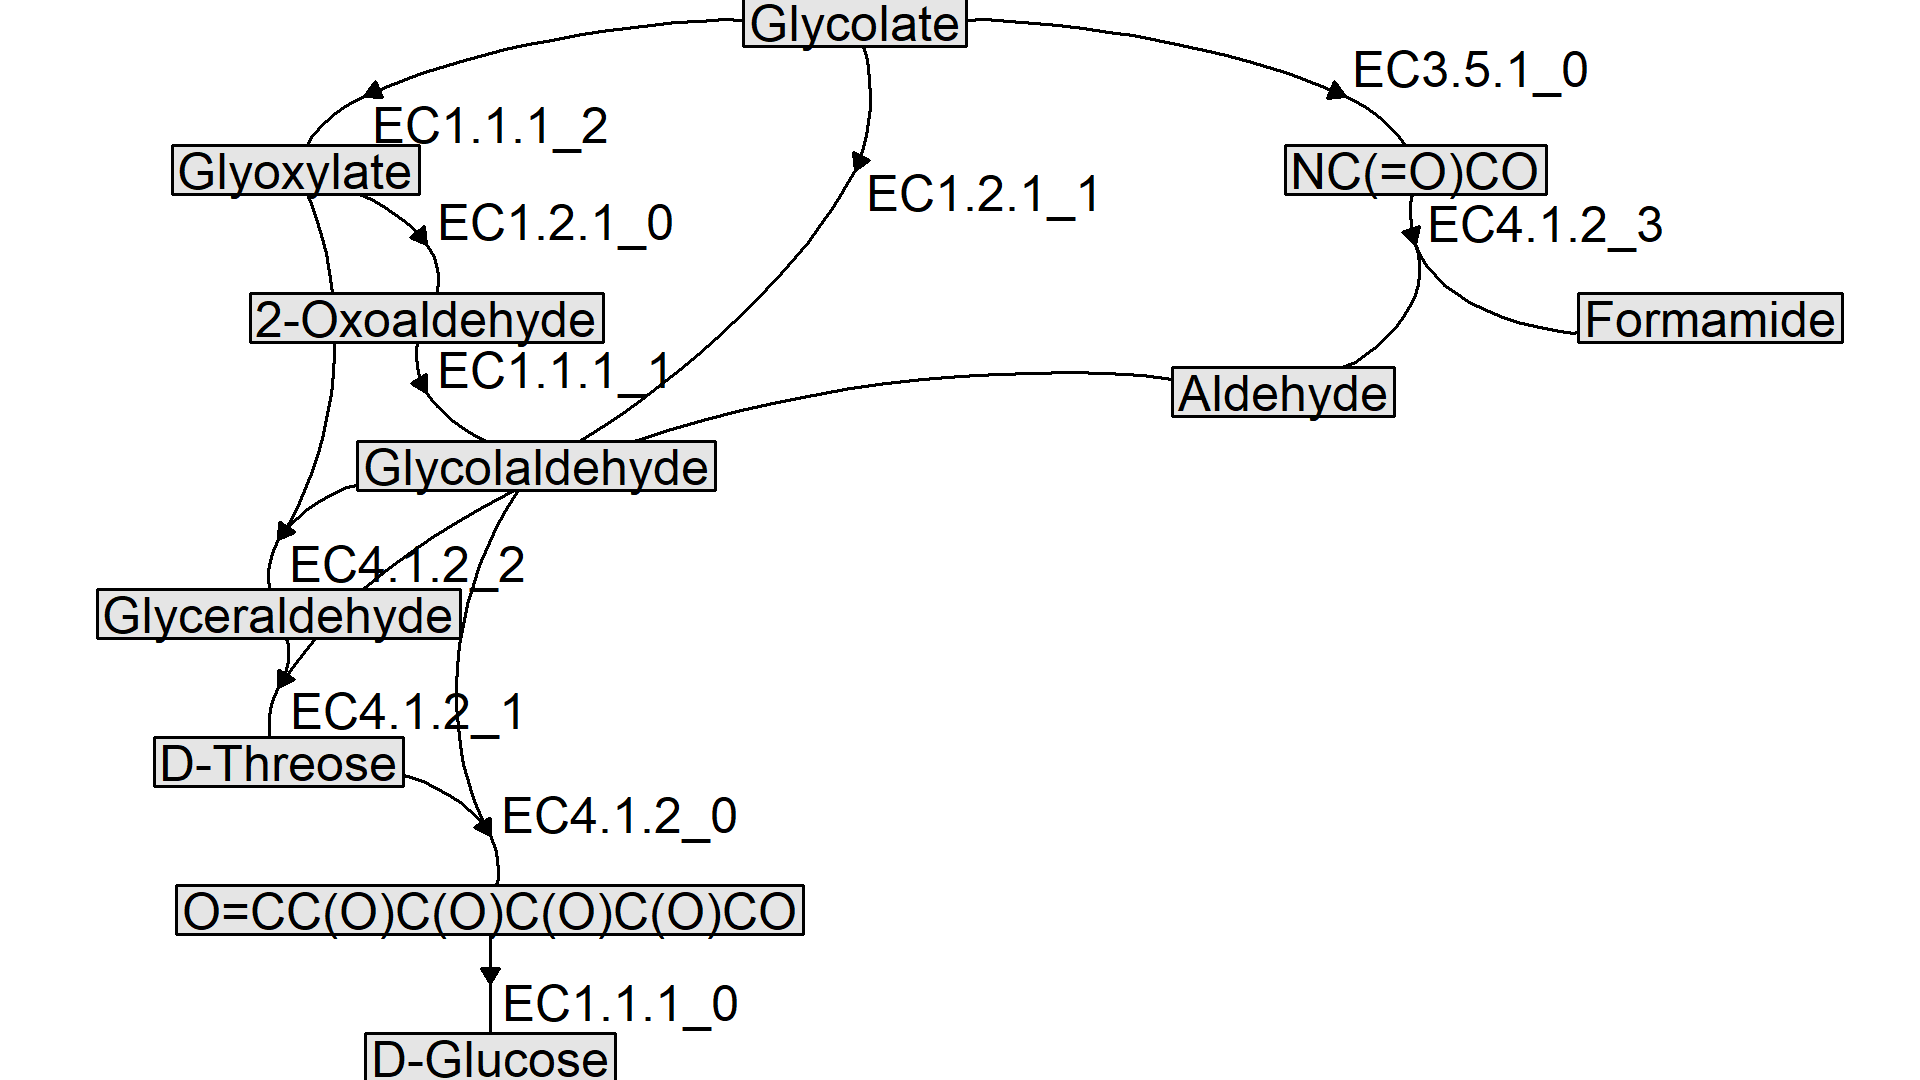 Glycolate
EC3.5.1_0
EC1.1.1_2
Glyoxylate
NC(=O)CO
EC1.2.1_1
EC1.2.1_0
EC4.1.2_3
2-Oxoaldehyde
Formamide
EC1.1.1_1
Aldehyde
Glycolaldehyde
EC4.1.2_2
Glyceraldehyde
EC4.1.2_1
D-Threose
EC4.1.2_0
O=CC(O)C(O)C(O)C(O)CO
EC1.1.1_0
D-Glucose